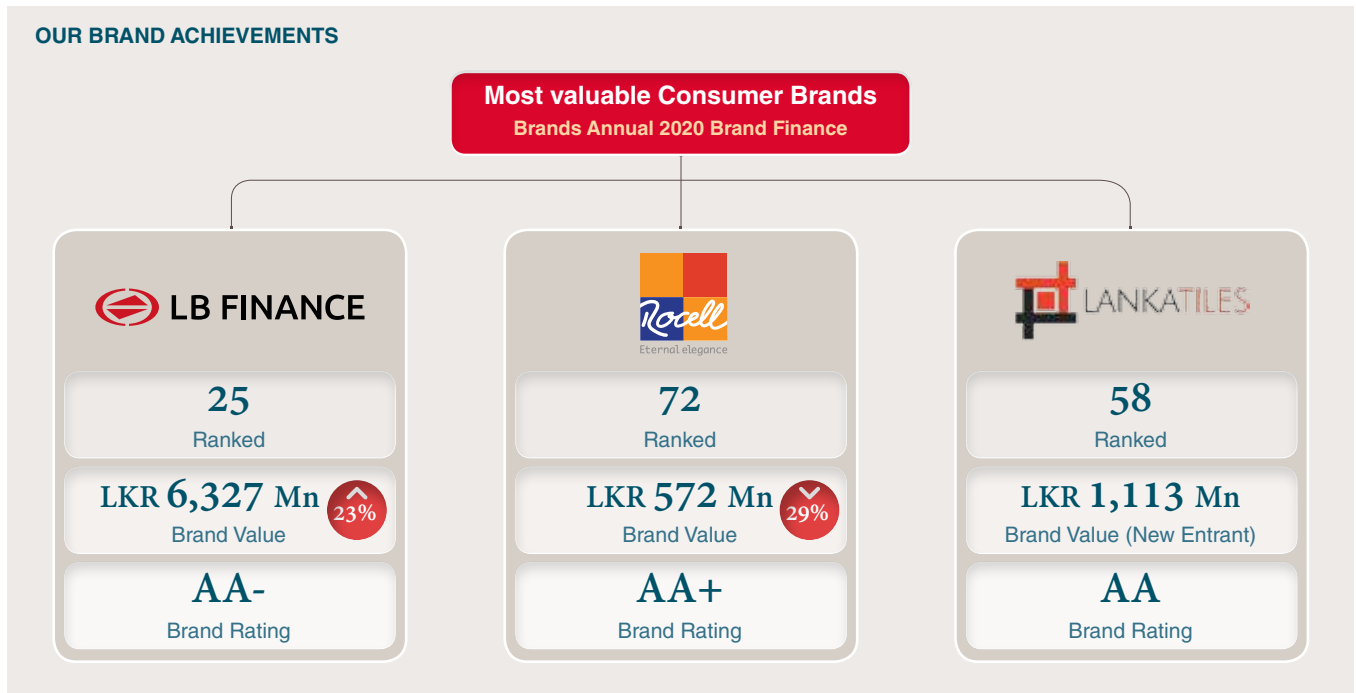 OUR BRAND ACHIEVEMENTS
Most valuable Consumer Brands
Brands Annual 2020 Brand Finance
LB FINANCE
25
Ranked
LKR 6,327 Mn
23%
Brand Value
AA-
Brand Rating
Rocell
Eternal elegance
72
Ranked
LKR 572 Mn
29%
Brand Value
AA+
Brand Rating
LANKATILES
58
Ranked
LKR 1,113 Mn
Brand Value (New Entrant)
AA
Brand Rating